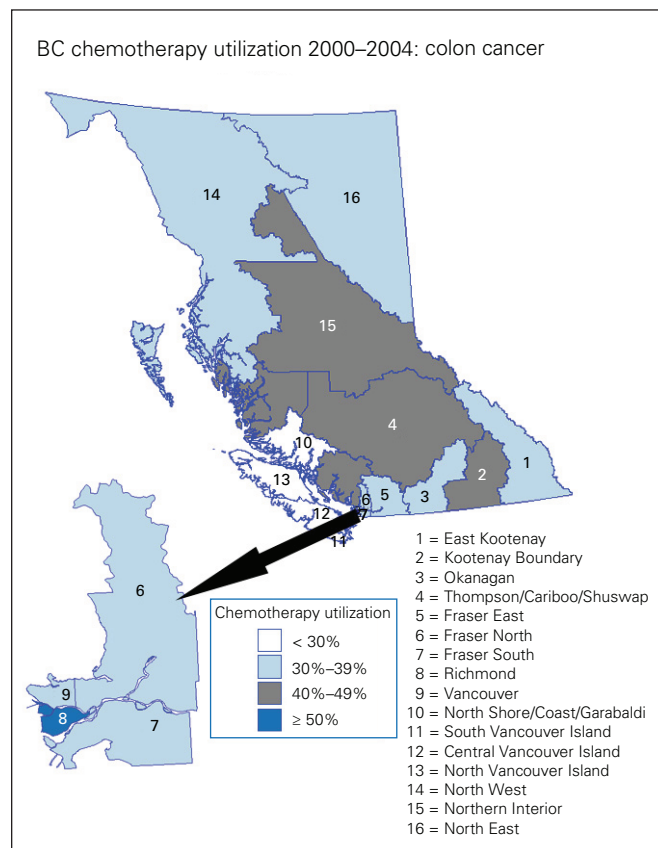 BC chemotherapy utilization 2000–2004: colon cancer
14
16
15
4
10
13
12
11
6
7
5
3
2
1
6
9
8
7
Chemotherapy utilization
< 30%
30%–39%
40%–49%
≥ 50%
1 = East Kootenay
2 = Kootenay Boundary
3 = Okanagan
4 = Thompson/Cariboo/Shuswap
5 = Fraser East
6 = Fraser North
7 = Fraser South
8 = Richmond
9 = Vancouver
10 = North Shore/Coast/Garabaldi
11 = South Vancouver Island
12 = Central Vancouver Island
13 = North Vancouver Island
14 = North West
15 = Northern Interior
16 = North East